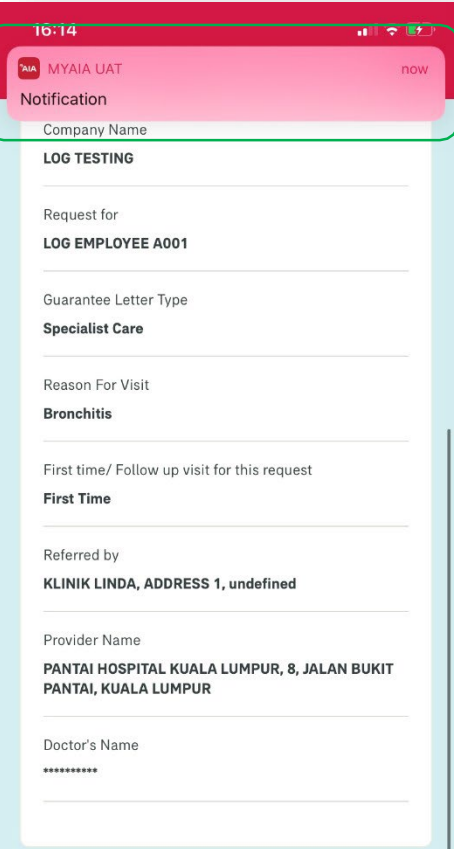 16:14
AIA MYAIA UAT now
Notification
Company Name
LOG TESTING
Request for
LOG EMPLOYEE A001
Guarantee Letter Type
Specialist Care
Reason For Visit
Bronchitis
First time/ Follow up visit for this request
First Time
Referred by
KLINIK LINDA, ADDRESS 1, undefined
Provider Name
PANTAI HOSPITAL KUALA LUMPUR, 8, JALAN BUKIT
PANTAI, KUALA LUMPUR
Doctor's Name
**********